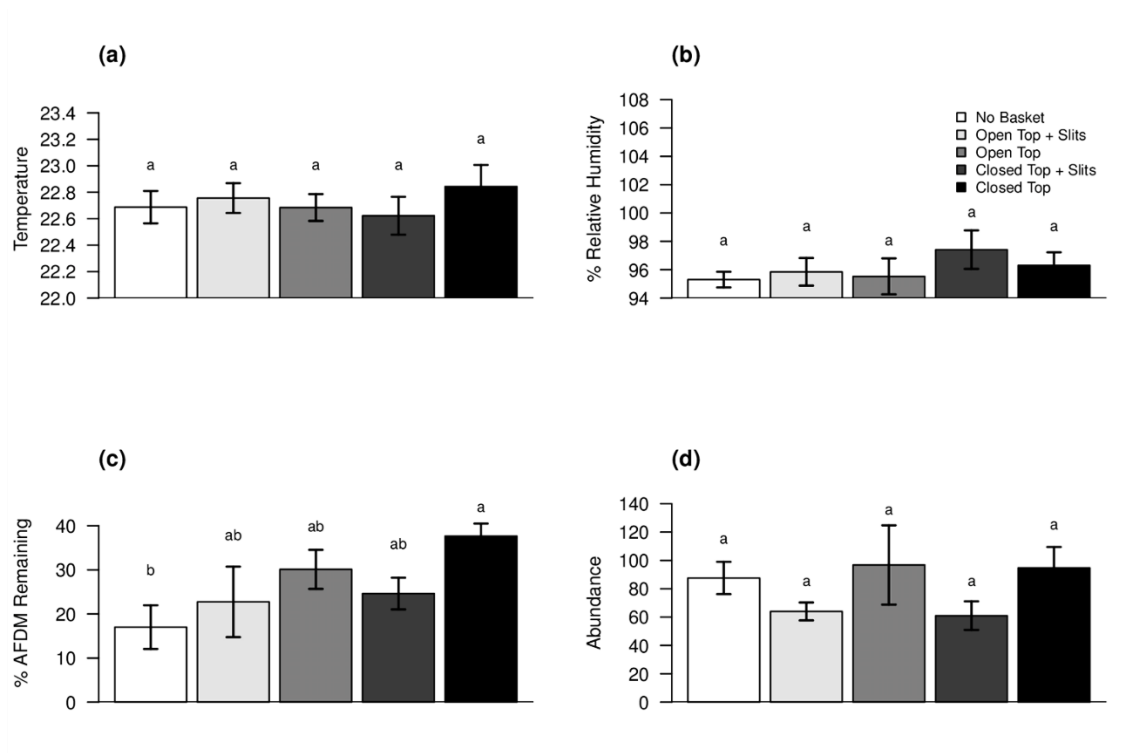 (a)
Temperature
23.4
23.2
23.0
22.8
22.6
22.4
22.2
22.0
a a a a a
(b)
% Relative Humidity
108
106
104
102
100
98
96
94
a a a a a
No Basket
Open Top + Slits
Open Top
Closed Top + Slits
Closed Top
(c)
% AFDM Remaining
40
30
20
10
0
b ab ab ab a
(d)
Abundance
140
120
100
80
60
40
20
0
a a a a a